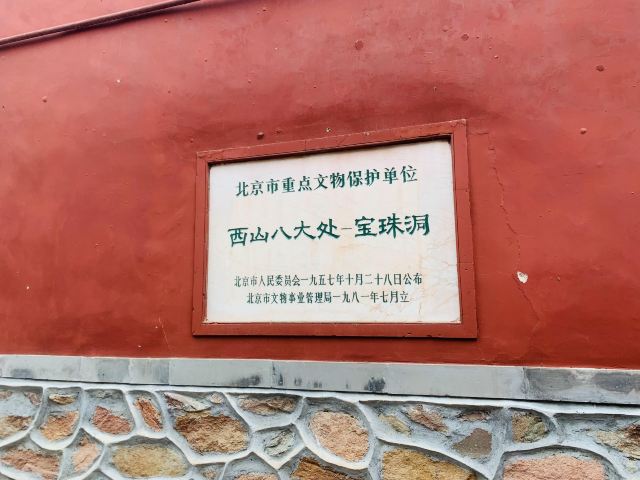 北京市重点文物保护单位
西山八大处-宝珠洞
北京市人民委员会一九五七年十月二十八日公布
北京市文物事业管理局一九八一年七月立